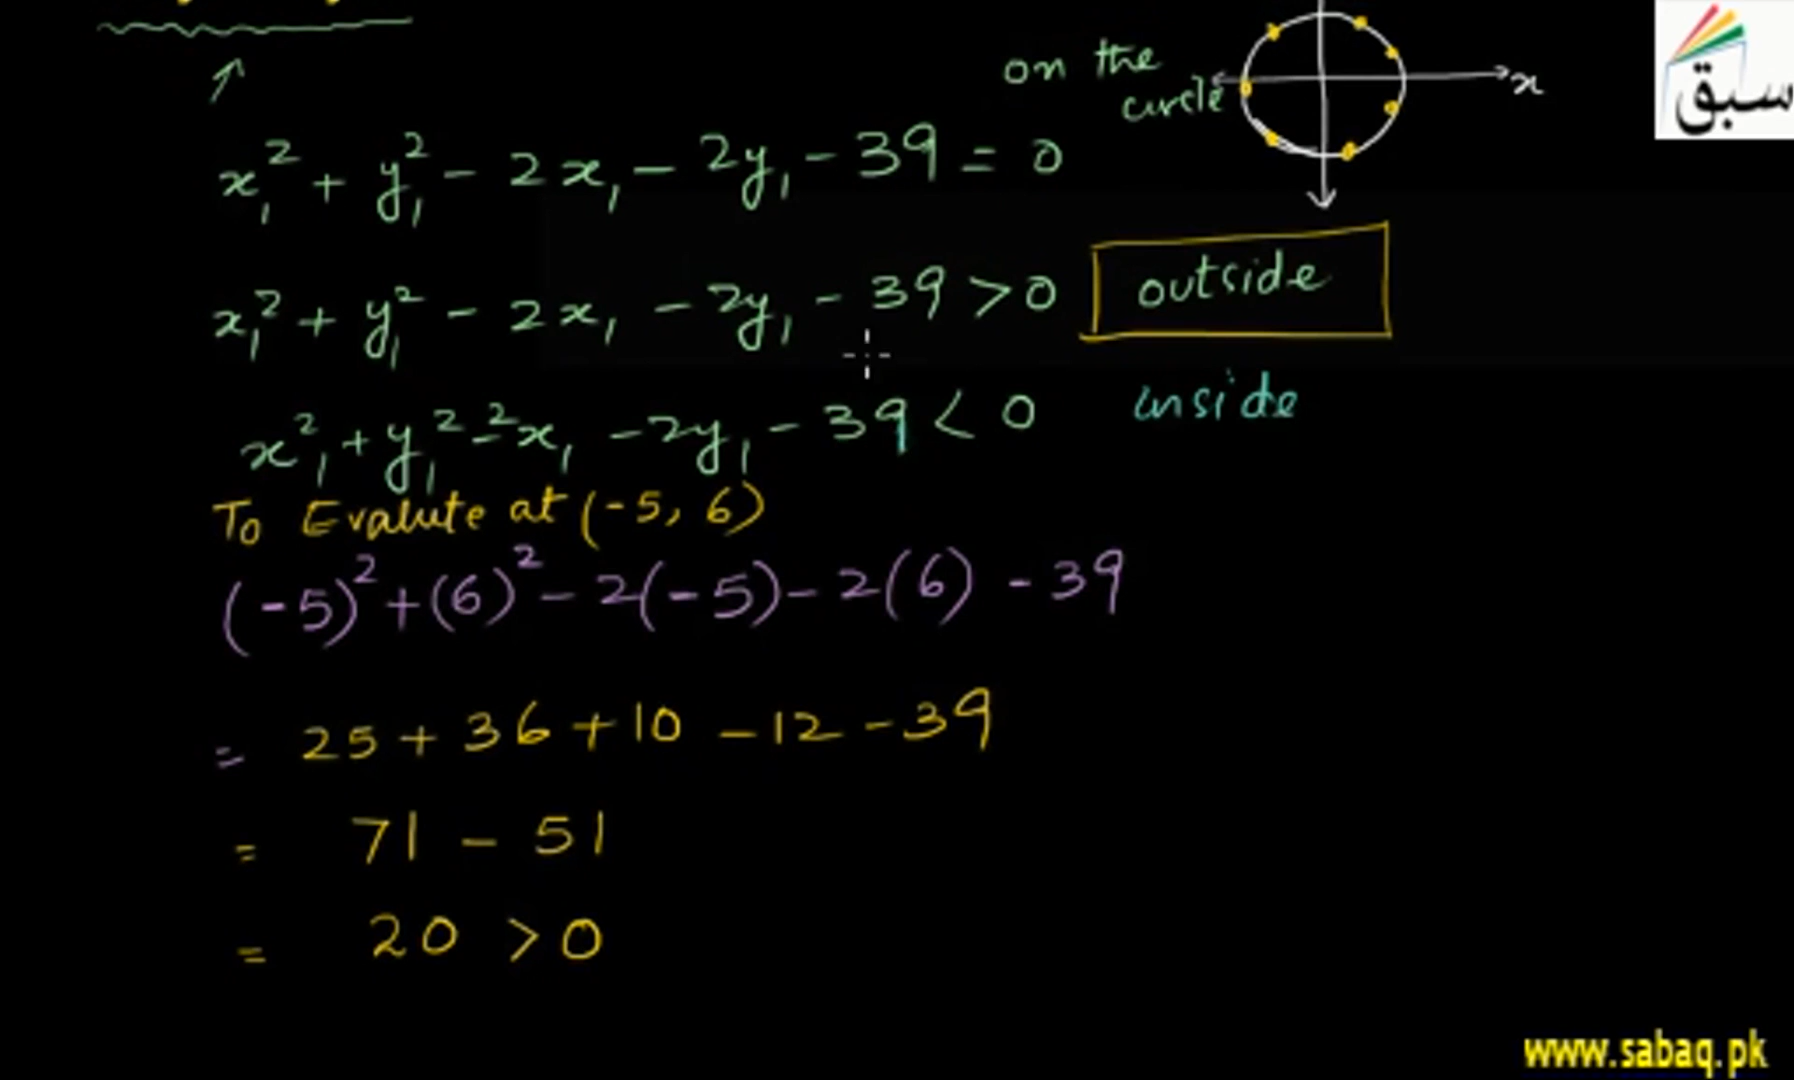 on the
circle
x
سبق
x₁² + y₁² - 2x₁ - 2y₁ - 39 = 0
x₁² + y₁² - 2x₁ - 2y₁ - 39 > 0 outside
x₁² + y₁² - 2x₁ - 2y₁ - 39 < 0 inside
To Evalute at (-5, 6)
(-5)² + (6)² - 2(-5) - 2(6) - 39
= 25 + 36 + 10 - 12 - 39
= 71 - 51
= 20 > 0
www.sabaq.pk